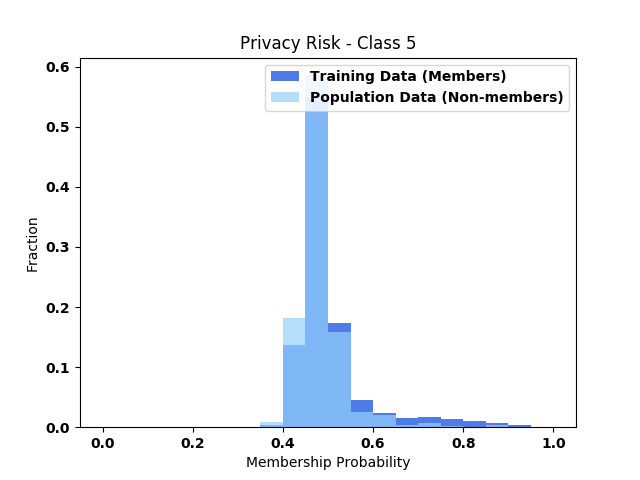 Privacy Risk - Class 5
Training Data (Members)
Population Data (Non-members)
0.6
0.5
0.4
0.3
0.2
0.1
0.0
Fraction
0.0 0.2 0.4 0.6 0.8 1.0
Membership Probability